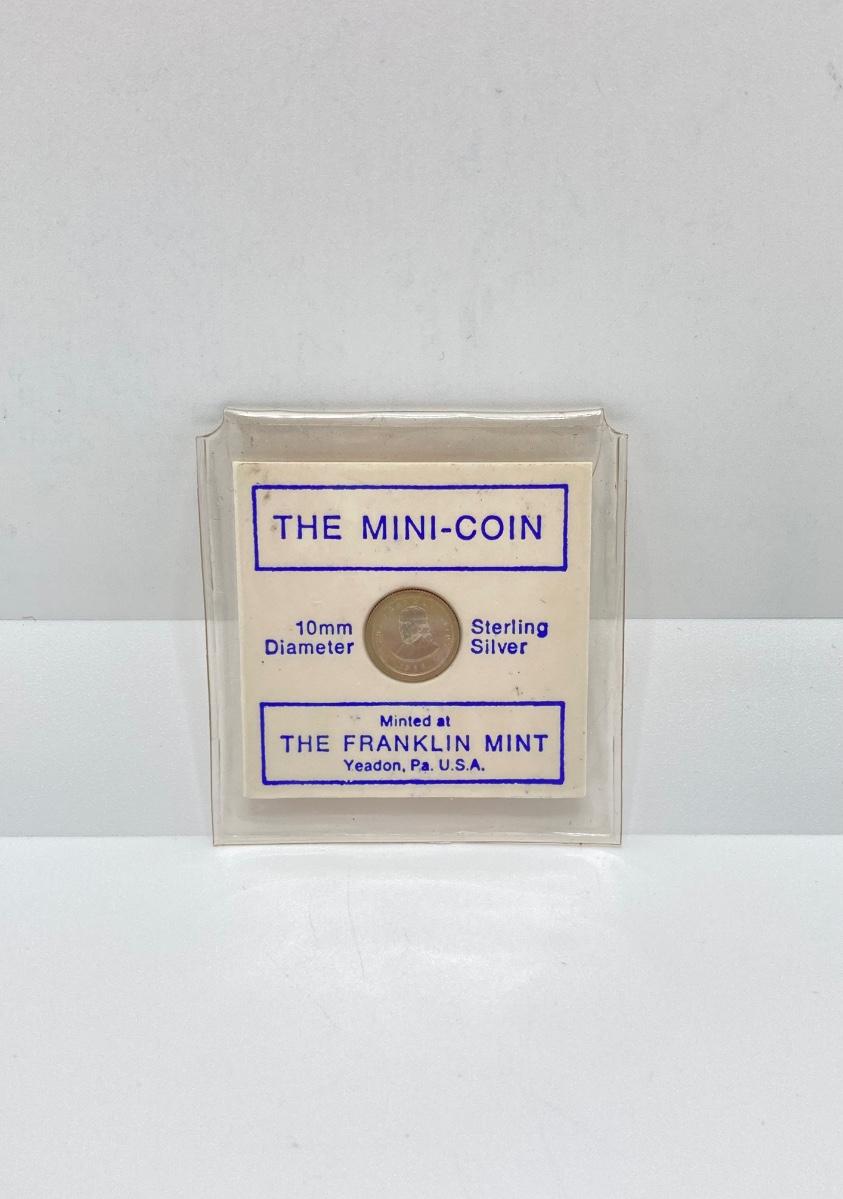 THE MINI-COIN
10mm
Diameter
Sterling
Silver
Minted at
THE FRANKLIN MINT
Yeadon, Pa. U.S.A.